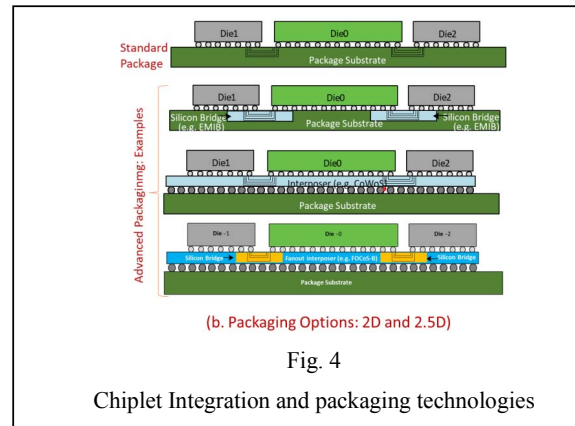 Die1 Die0 Die2
Standard
Package
Package Substrate
Advanced Packaginmg: Examples
Die1 Die0 Die2
Silicon Bridge
(e.g. EMIB)
Package Substrate
Silicon Bridge
(e.g. EMIB)
Die1 Die0 Die2
Interposer (e.g. CoWoS)
Package Substrate
Die -1 Die -0 Die -2
Silicon Bridge Fanout interposer (e.g. FOCoS-B) Silicon Bridge
Package Substrate
(b. Packaging Options: 2D and 2.5D)
Fig. 4
Chiplet Integration and packaging technologies